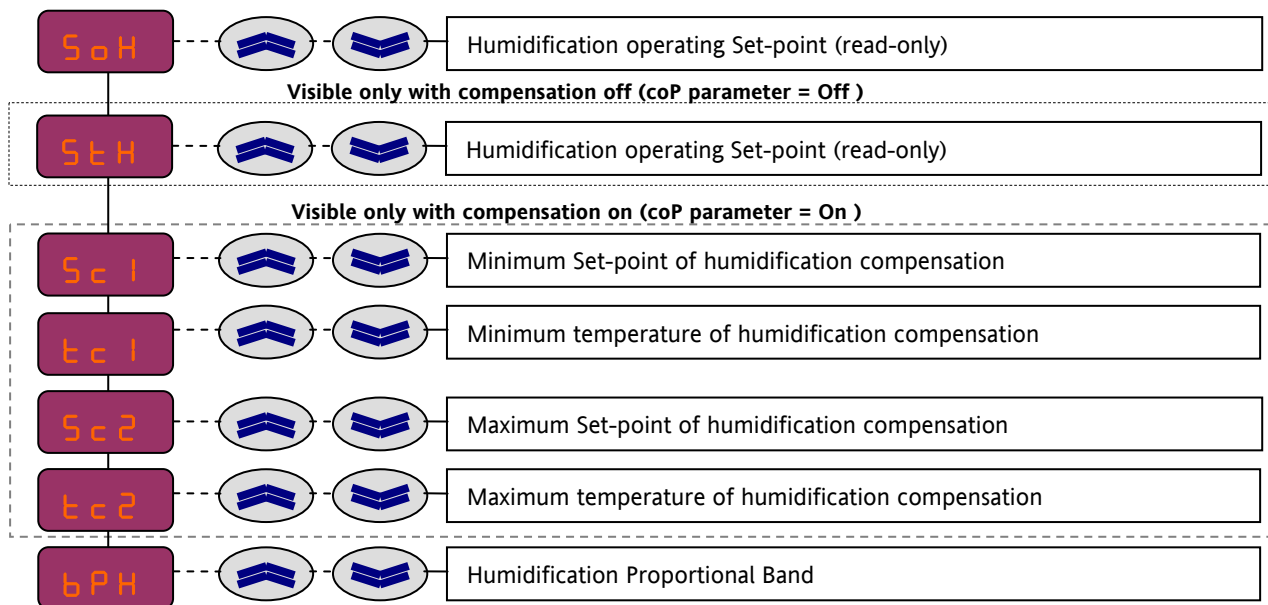 SoH Humidification operating Set-point (read-only)
Visible only with compensation off (coP parameter = Off )
StH Humidification operating Set-point (read-only)
Visible only with compensation on (coP parameter = On )
Sc1 Minimum Set-point of humidification compensation
tc1 Minimum temperature of humidification compensation
Sc2 Maximum Set-point of humidification compensation
tc2 Maximum temperature of humidification compensation
bPH Humidification Proportional Band